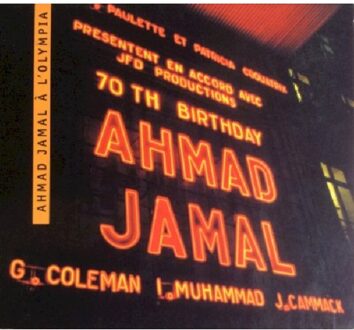 AHMAD JAMAL À L'OLYMPIA
PAULETTE ET PATRICIA COQUATRIX
PRESENTENT EN ACCORD AVEC
JFD PRODUCTIONS
70 TH BIRTHDAY
AHMAD
JAMAL
G. COLEMAN I. MUHAMMAD J. CAMMACK